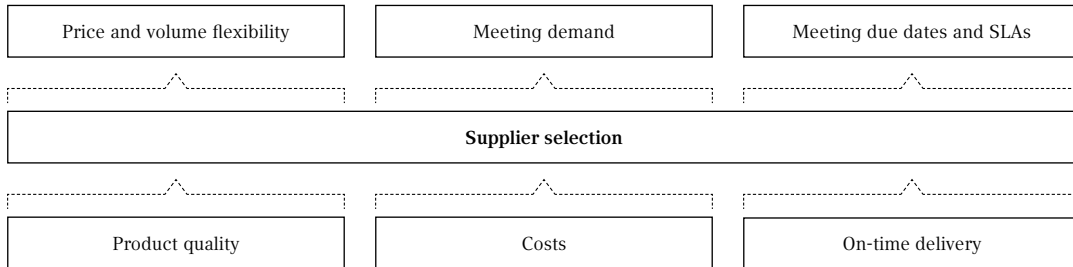 Price and volume flexibility
Meeting demand
Meeting due dates and SLAs
Supplier selection
Product quality
Costs
On-time delivery